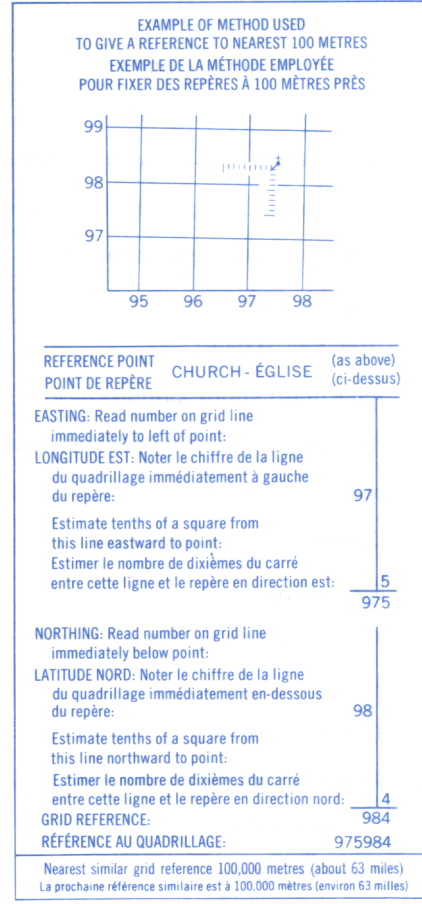 EXAMPLE OF METHOD USED
TO GIVE A REFERENCE TO NEAREST 100 METRES
EXEMPLE DE LA MÉTHODE EMPLOYÉE
POUR FIXER DES REPÈRES À 100 MÈTRES PRÈS
99
98
97
95 96 97 98
REFERENCE POINT
POINT DE REPÈRE
CHURCH - ÉGLISE
(as above)
(ci-dessus)
EASTING: Read number on grid line
immediately to left of point:
LONGITUDE EST: Noter le chiffre de la ligne
du quadrillage immédiatement à gauche
du repère: 97
Estimate tenths of a square from
this line eastward to point:
Estimer le nombre de dixièmes du carré
entre cette ligne et le repère en direction est: 5
975
NORTHING: Read number on grid line
immediately below point:
LATITUDE NORD: Noter le chiffre de la ligne
du quadrillage immédiatement en-dessous
du repère: 98
Estimate tenths of a square from
this line northward to point:
Estimer le nombre de dixièmes du carré
entre cette ligne et le repère en direction nord: 4
GRID REFERENCE: 984
RÉFÉRENCE AU QUADRILLAGE: 975984
Nearest similar grid reference 100,000 metres (about 63 miles)
La prochaine référence similaire est à 100,000 mètres (environ 63 milles)